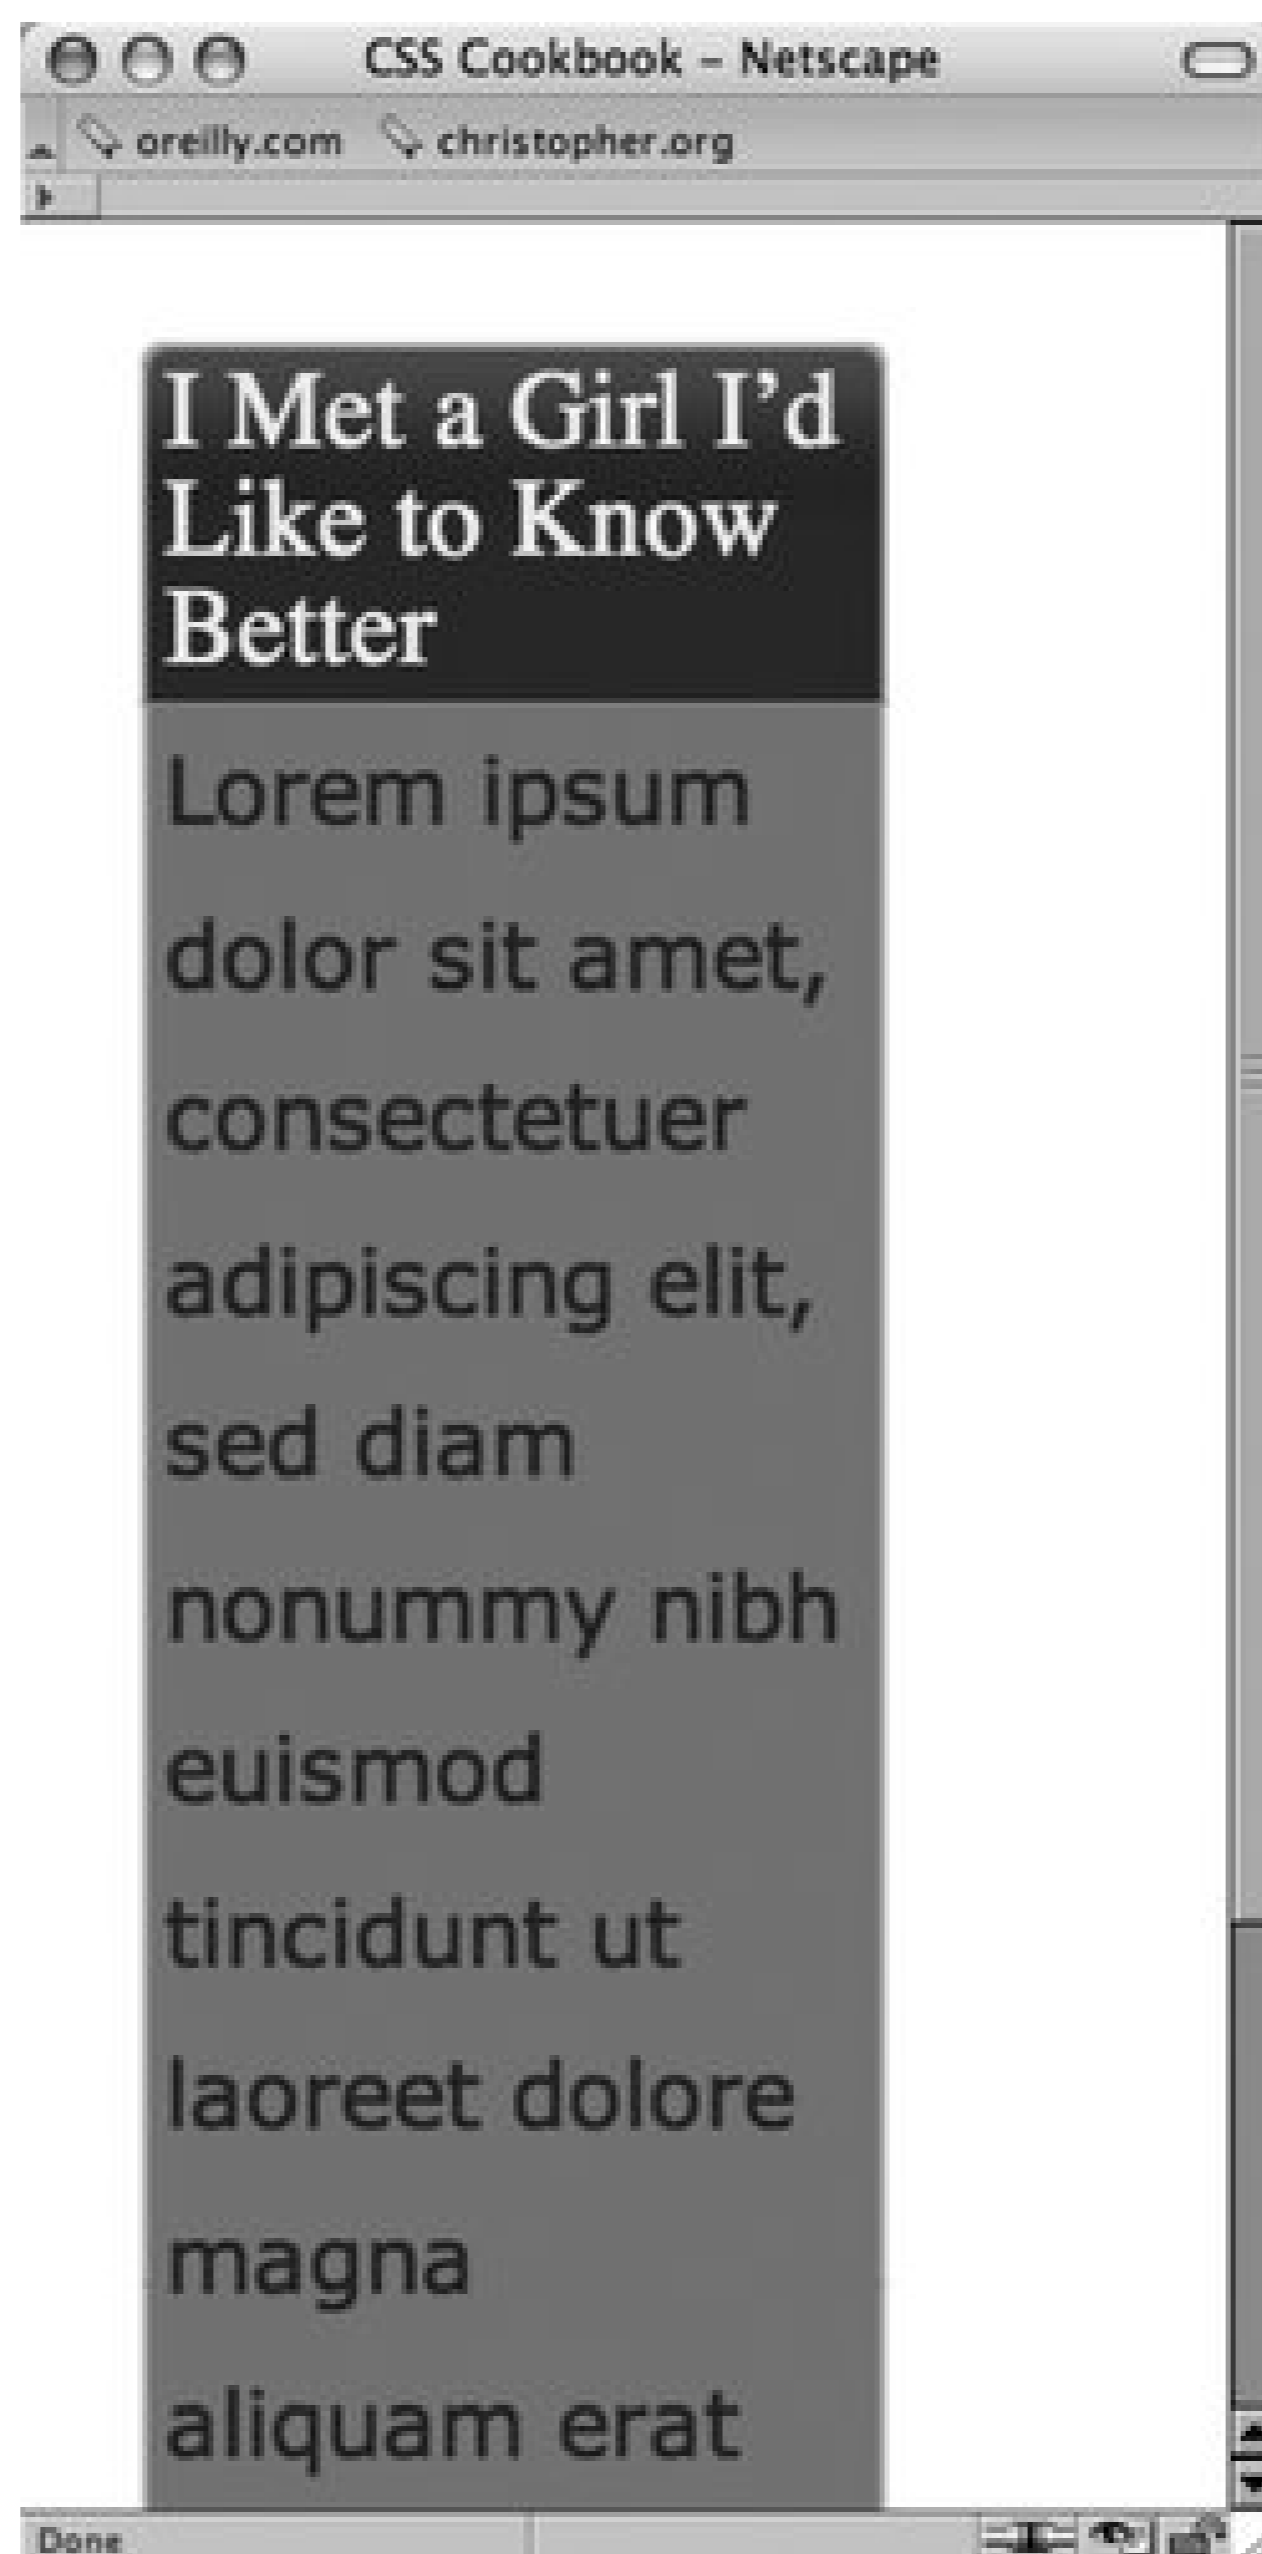 CSS Cookbook – Netscape
oreilly.com christopher.org
I Met a Girl I’d
Like to Know
Better
Lorem ipsum
dolor sit amet,
consectetuer
adipiscing elit,
sed diam
nonummy nibh
euismod
tincidunt ut
laoreet dolore
magna
aliquam erat
Done